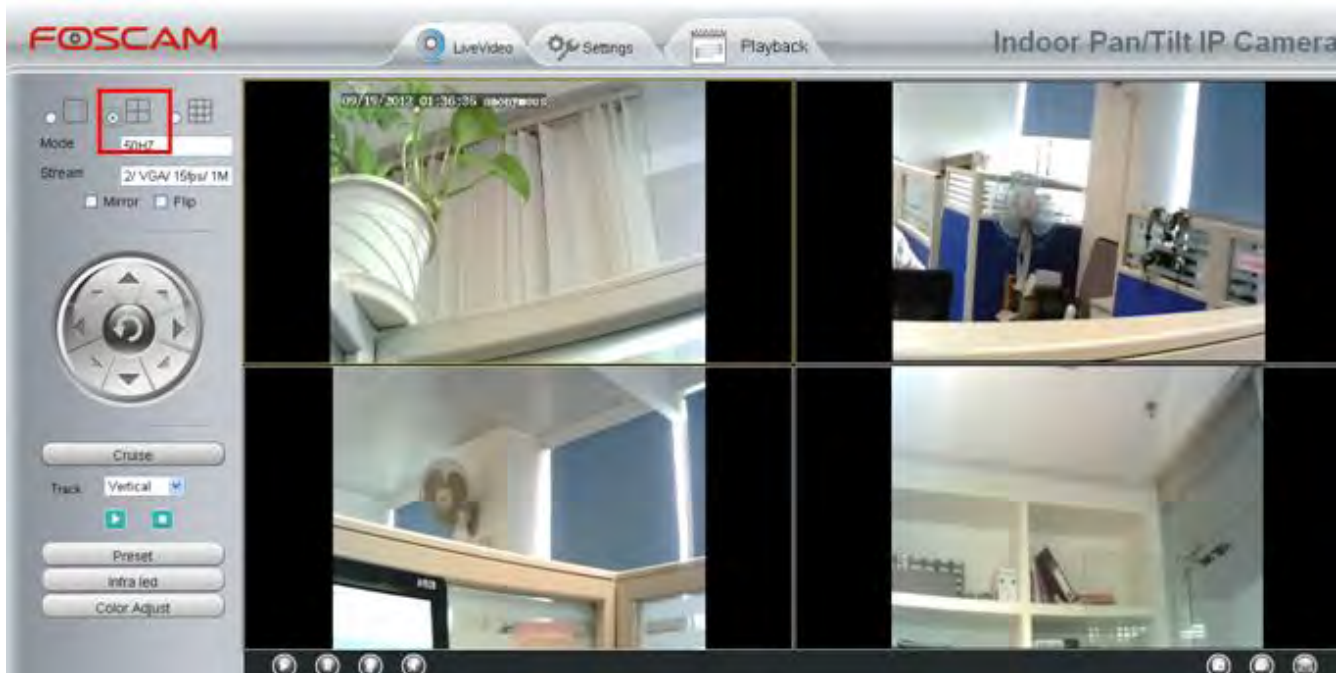 FOSCAM
LiveVideo
Settings
Playback
Indoor Pan/Tilt IP Camera
Mode 50HZ
Stream 2/ VGA/ 15fps/ 1M
Mirror Flip
09/19/2012 01:36:36 anonymous
Cruise
Track Vertical
Preset
Infra led
Color Adjust